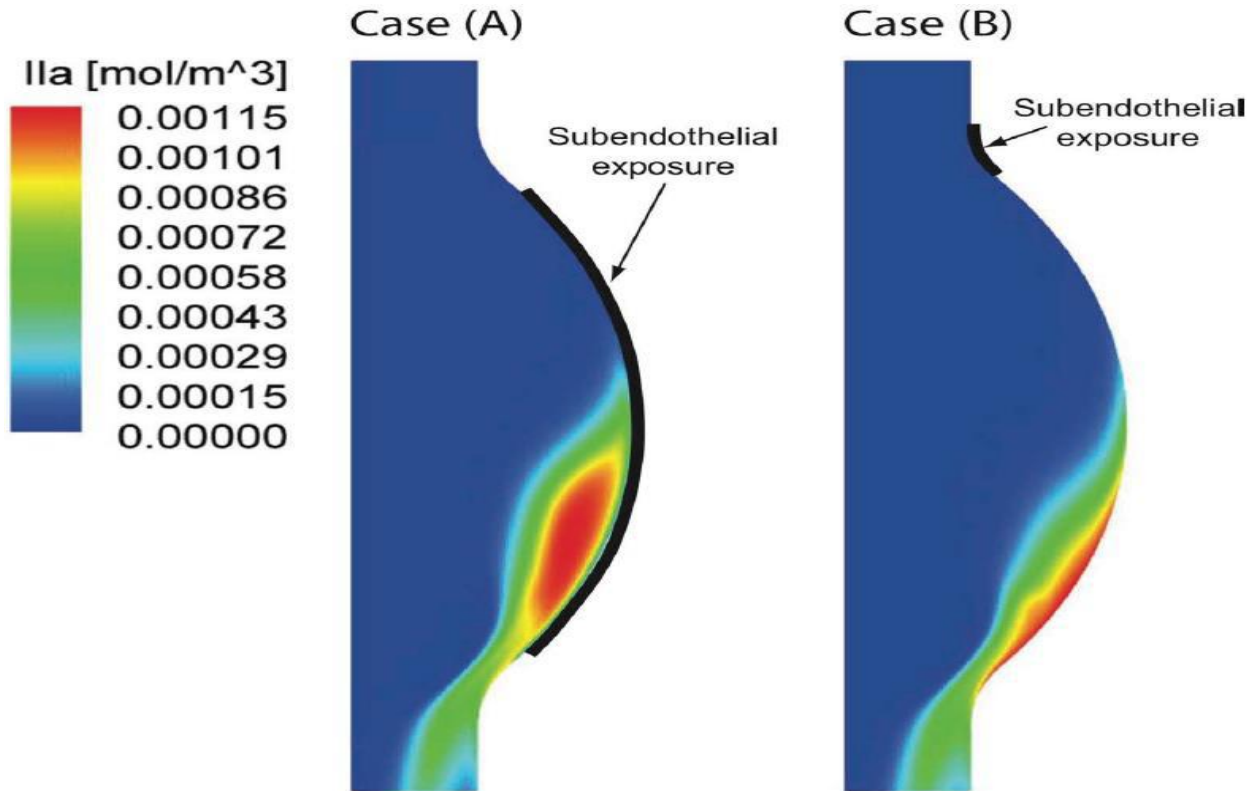 Case (A)
Case (B)
IIa [mol/m^3]
0.00115
0.00101
0.00086
0.00072
0.00058
0.00043
0.00029
0.00015
0.00000
Subendothelial
exposure
Subendothelial
exposure